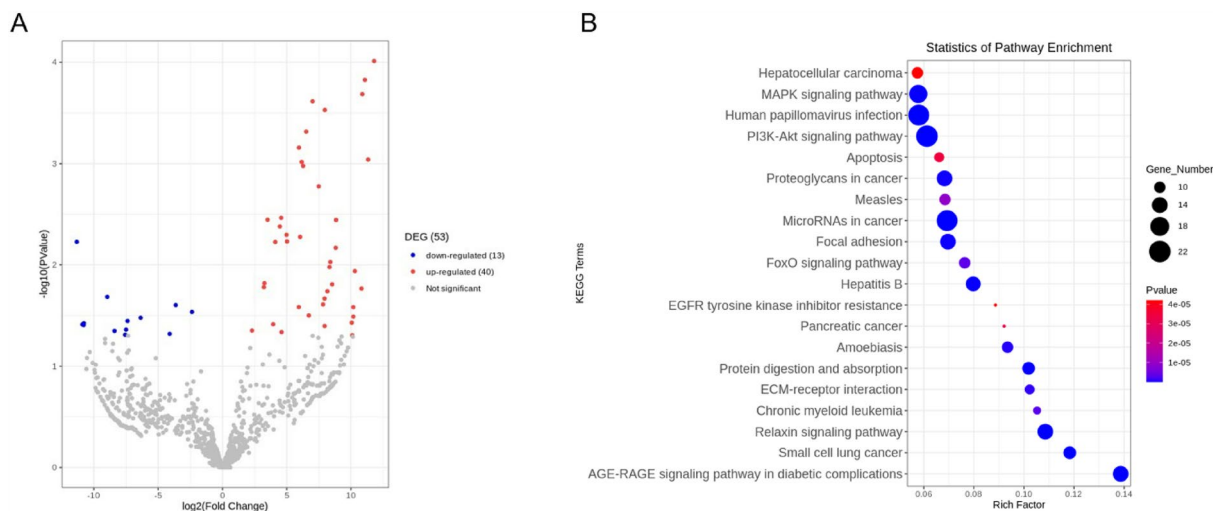 A
4
3
2
1
0
-log10(PValue)
-10
-5
0
5
10
log2(Fold Change)
DEG (53)
down-regulated (13)
up-regulated (40)
Not significant
B
Statistics of Pathway Enrichment
KEGG Terms
Hepatocellular carcinoma
MAPK signaling pathway
Human papillomavirus infection
PI3K-Akt signaling pathway
Apoptosis
Proteoglycans in cancer
Measles
MicroRNAs in cancer
Focal adhesion
FoxO signaling pathway
Hepatitis B
EGFR tyrosine kinase inhibitor resistance
Pancreatic cancer
Amoebiasis
Protein digestion and absorption
ECM-receptor interaction
Chronic myeloid leukemia
Relaxin signaling pathway
Small cell lung cancer
AGE-RAGE signaling pathway in diabetic complications
0.06
0.08
0.10
0.12
0.14
Rich Factor
Gene_Number
10
14
18
22
Pvalue
4e-05
3e-05
2e-05
1e-05